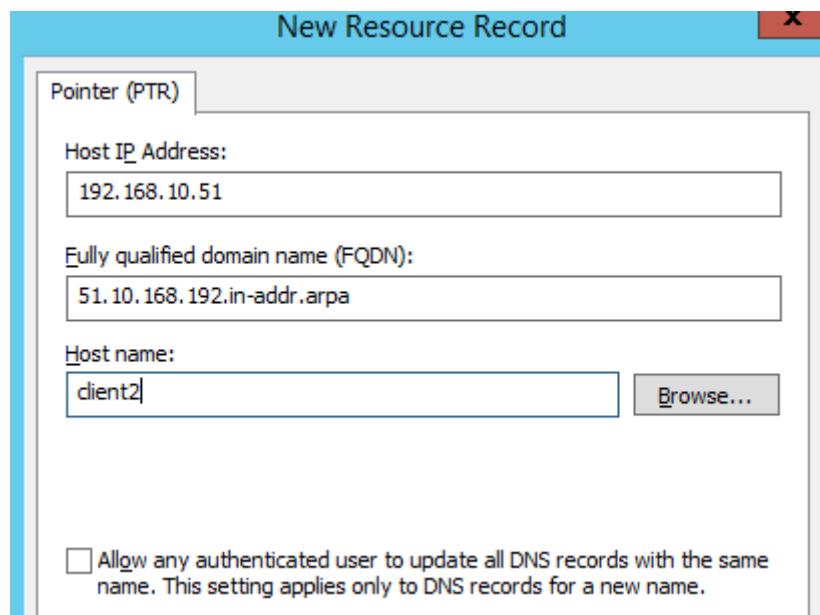 New Resource Record
x
Pointer (PTR)
Host IP Address:
192.168.10.51
Fully qualified domain name (FQDN):
51.10.168.192.in-addr.arpa
Host name:
client2
Browse...
Allow any authenticated user to update all DNS records with the same
name. This setting applies only to DNS records for a new name.